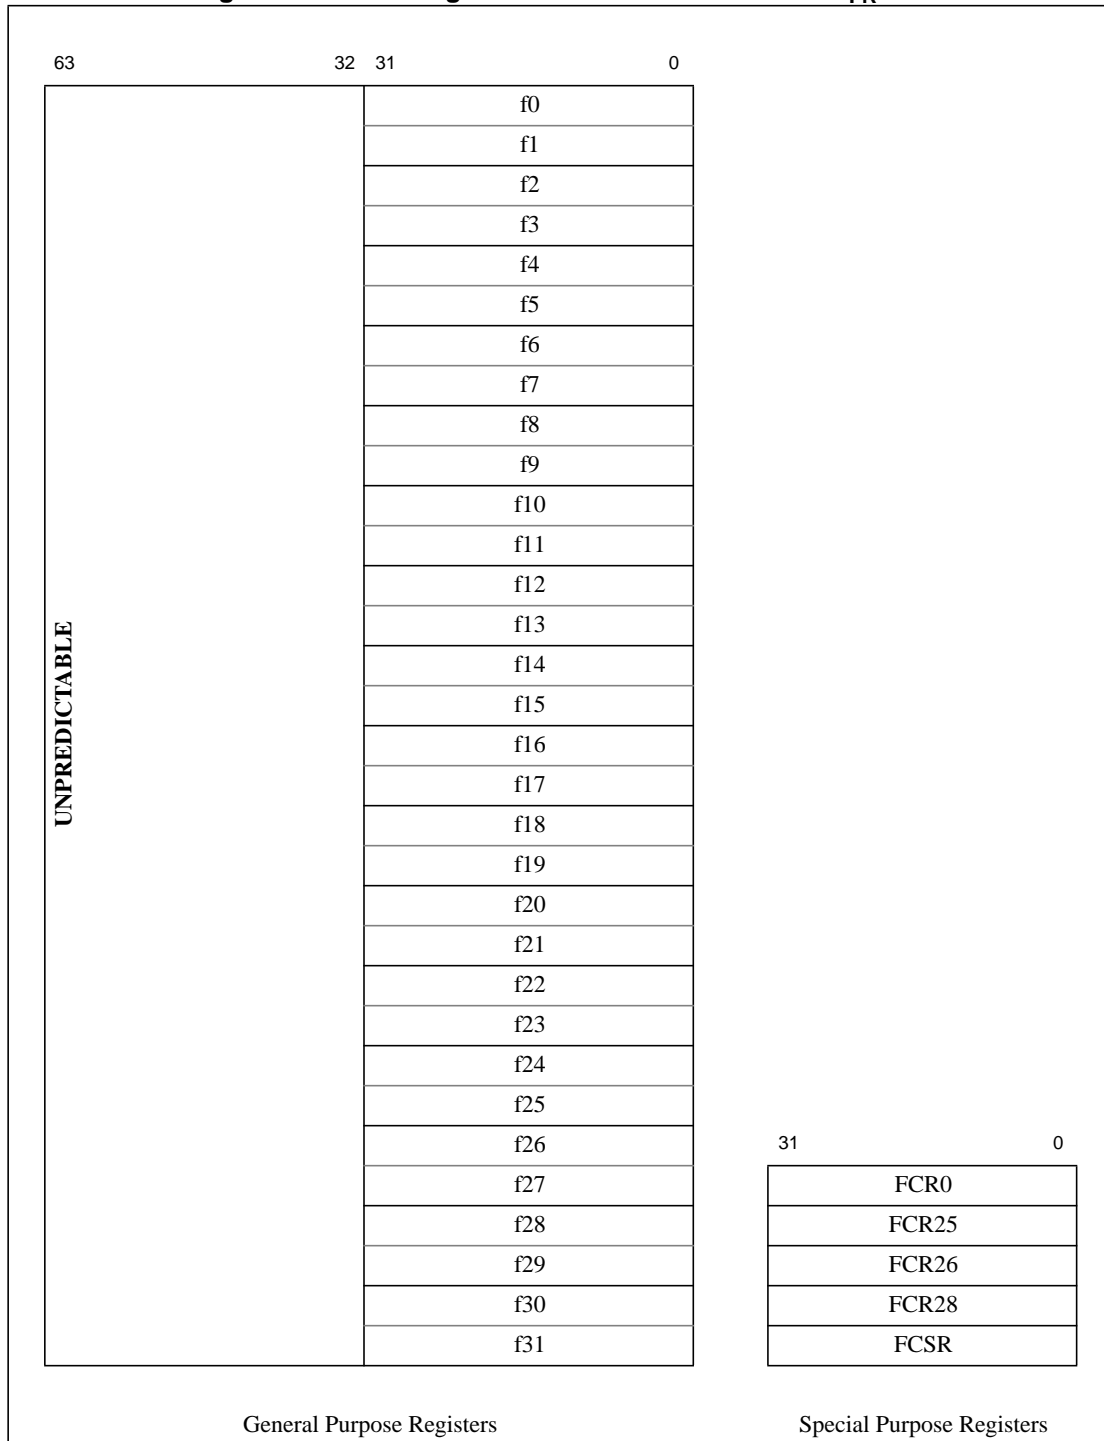 63 32 31 0
f0
f1
f2
f3
f4
f5
f6
f7
f8
f9
f10
f11
f12
f13
f14
f15
f16
f17
f18
f19
f20
f21
f22
f23
f24
f25
f26
f27
f28
f29
f30
f31
UNPREDICTABLE
31 0
FCR0
FCR25
FCR26
FCR28
FCSR
General Purpose Registers
Special Purpose Registers